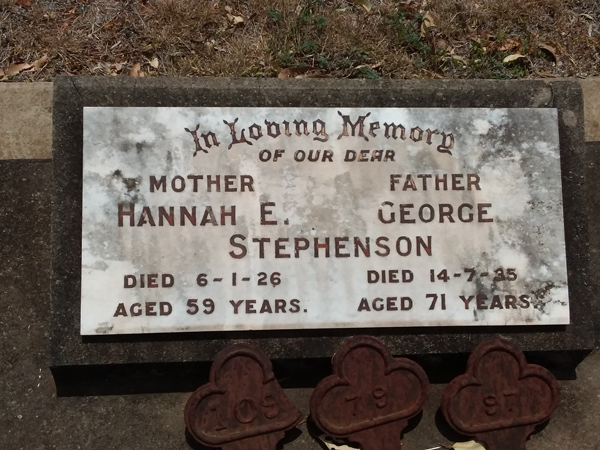 In Loving Memory
OF OUR DEAR
MOTHER FATHER
HANNAH E. GEORGE
STEPHENSON
DIED 6-1-26 DIED 14-7-35
AGED 59 YEARS. AGED 71 YEARS
109 79 97